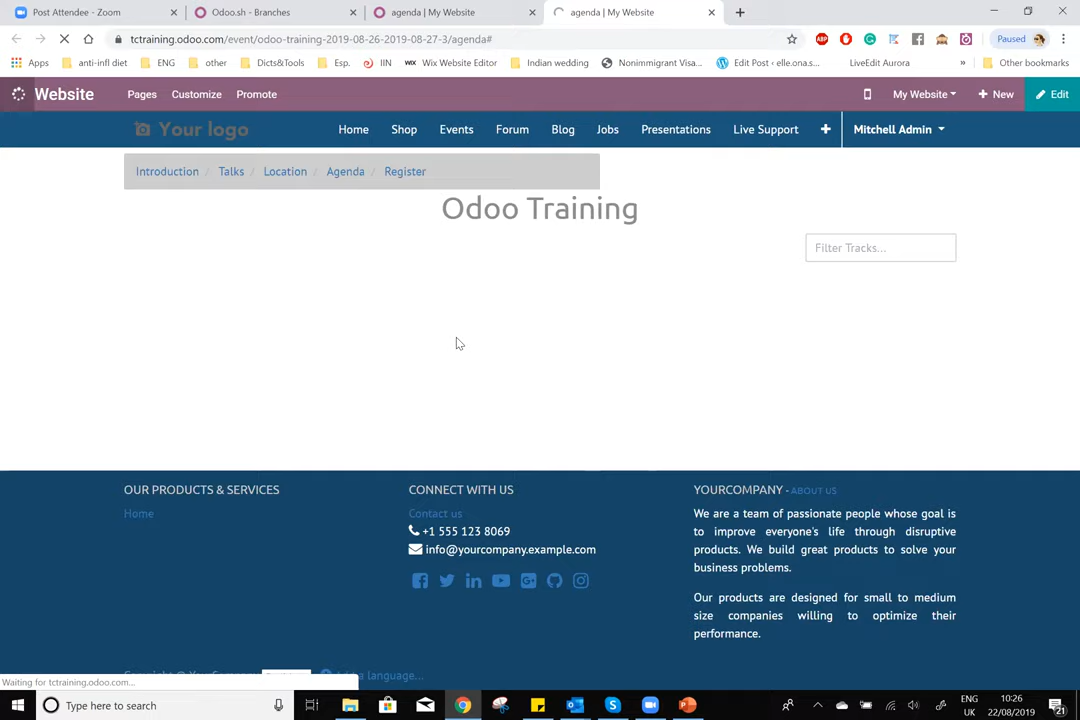 Post Attendee - Zoom
Odoo.sh - Branches
agenda | My Website
agenda | My Website
tctraining.odoo.com/event/odoo-training-2019-08-26-2019-08-27-3/agenda#
Paused
Apps
anti-infl diet
ENG
other
Dicts&Tools
Esp.
IIN
Wix Website Editor
Indian wedding
Nonimmigrant Visa...
Edit Post ‹ elle.ona.s...
LiveEdit Aurora
»
Other bookmarks
Website
Pages
Customize
Promote
My Website
New
Edit
Your logo
Home
Shop
Events
Forum
Blog
Jobs
Presentations
Live Support
Mitchell Admin
Introduction / Talks / Location / Agenda / Register
Odoo Training
Filter Tracks...
OUR PRODUCTS & SERVICES
Home
CONNECT WITH US
Contact us
+1 555 123 8069
info@yourcompany.example.com
YOURCOMPANY - ABOUT US
We are a team of passionate people whose goal is
to improve everyone's life through disruptive
products. We build great products to solve your
business problems.
Our products are designed for small to medium
size companies willing to optimize their
performance.
a language...
Waiting for tctraining.odoo.com...
Type here to search
ENG
UK
10:26
22/08/2019
21